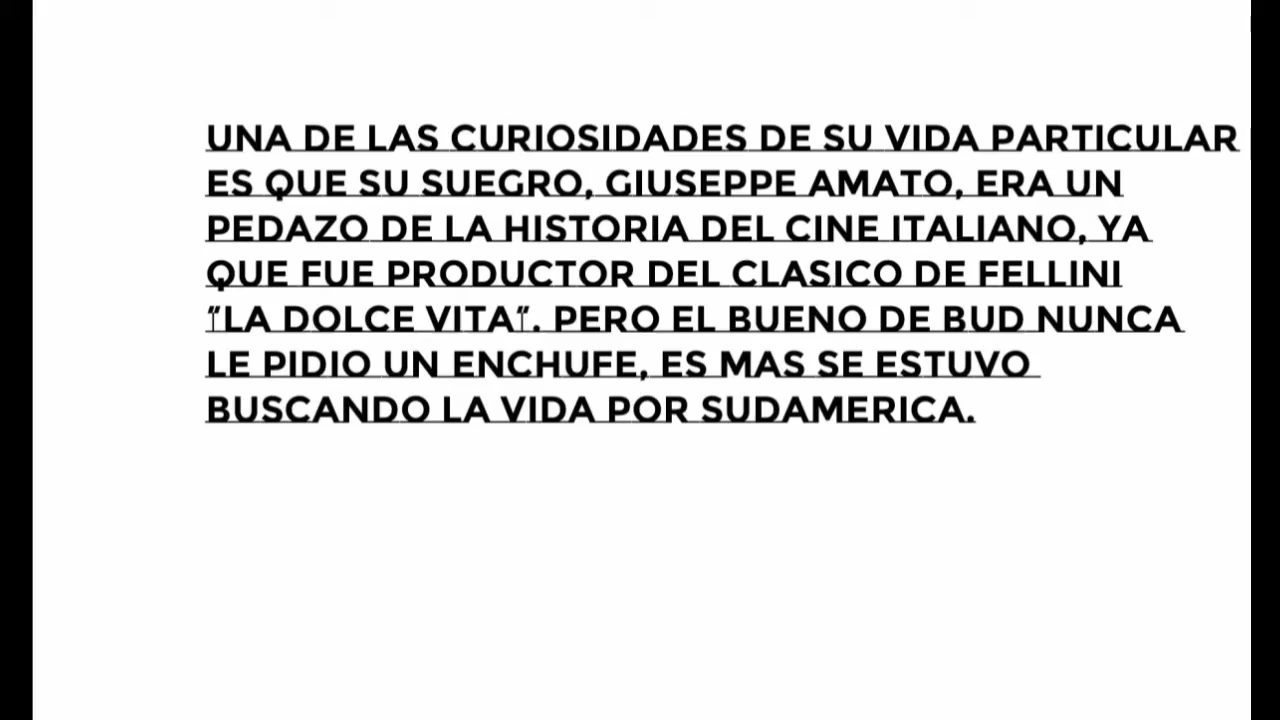 UNA DE LAS CURIOSIDADES DE SU VIDA PARTICULAR
ES QUE SU SUEGRO, GIUSEPPE AMATO, ERA UN
PEDAZO DE LA HISTORIA DEL CINE ITALIANO, YA
QUE FUE PRODUCTOR DEL CLASICO DE FELLINI
"LA DOLCE VITA". PERO EL BUENO DE BUD NUNCA
LE PIDIO UN ENCHUFE, ES MAS SE ESTUVO
BUSCANDO LA VIDA POR SUDAMERICA.